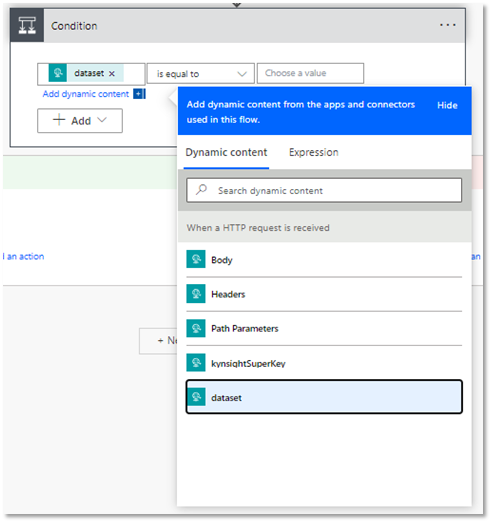 Condition
dataset × is equal to Choose a value
Add dynamic content
+ Add
Add dynamic content from the apps and connectors
used in this flow.
Hide
Dynamic content Expression
Search dynamic content
When a HTTP request is received
Body
Headers
Path Parameters
kynsightSuperKey
dataset
an action
an
+ Ne